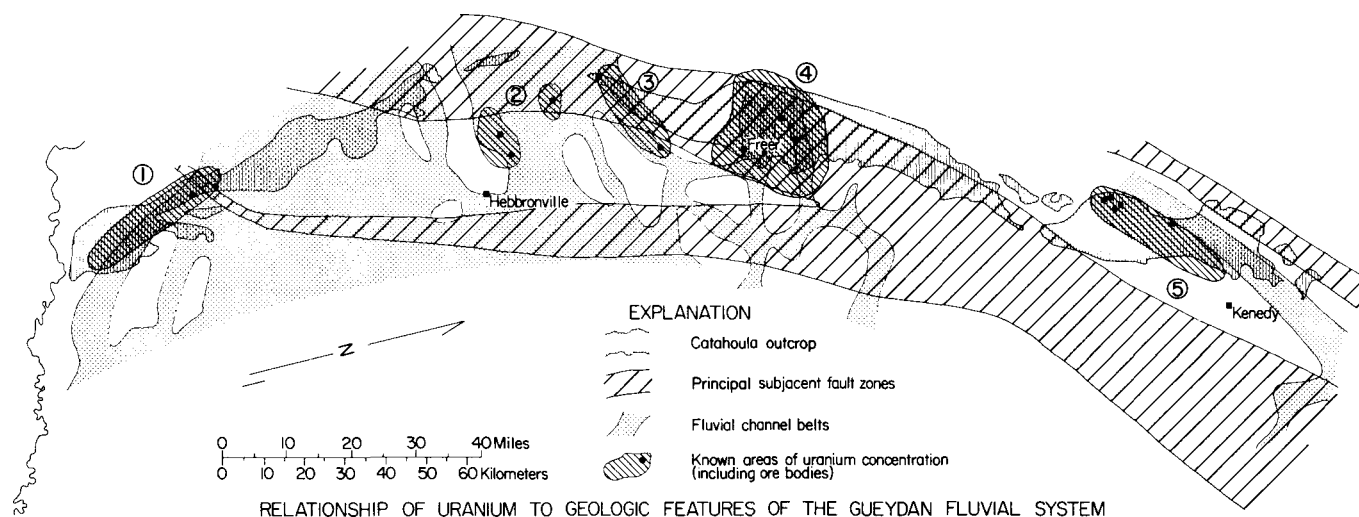 ①
②
③
④
⑤
Freer
Hebbronville
Kenedy
N
EXPLANATION
Catahoula outcrop
Principal subjacent fault zones
Fluvial channel belts
Known areas of uranium concentration
(including ore bodies)
0 10 20 30 40 Miles
0 10 20 30 40 50 60 Kilometers
RELATIONSHIP OF URANIUM TO GEOLOGIC FEATURES OF THE GUEYDAN FLUVIAL SYSTEM